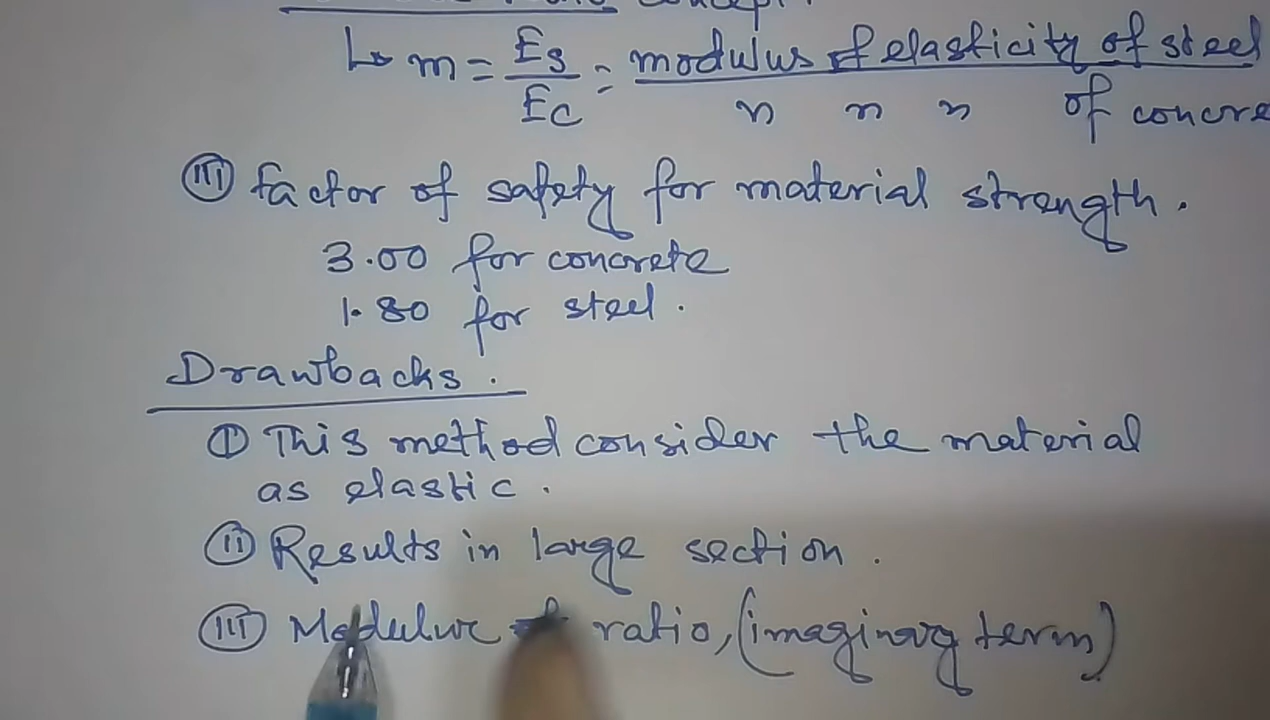 concept.
m = Es/Ec = modulus of elasticity of steel
" " " of concre
(III) factor of safety for material strength.
3.00 for concrete
1.80 for steel.
Drawbacks.
(I) This method consider the material
as elastic.
(II) Results in large section.
(III) ratio, (imaginary term)